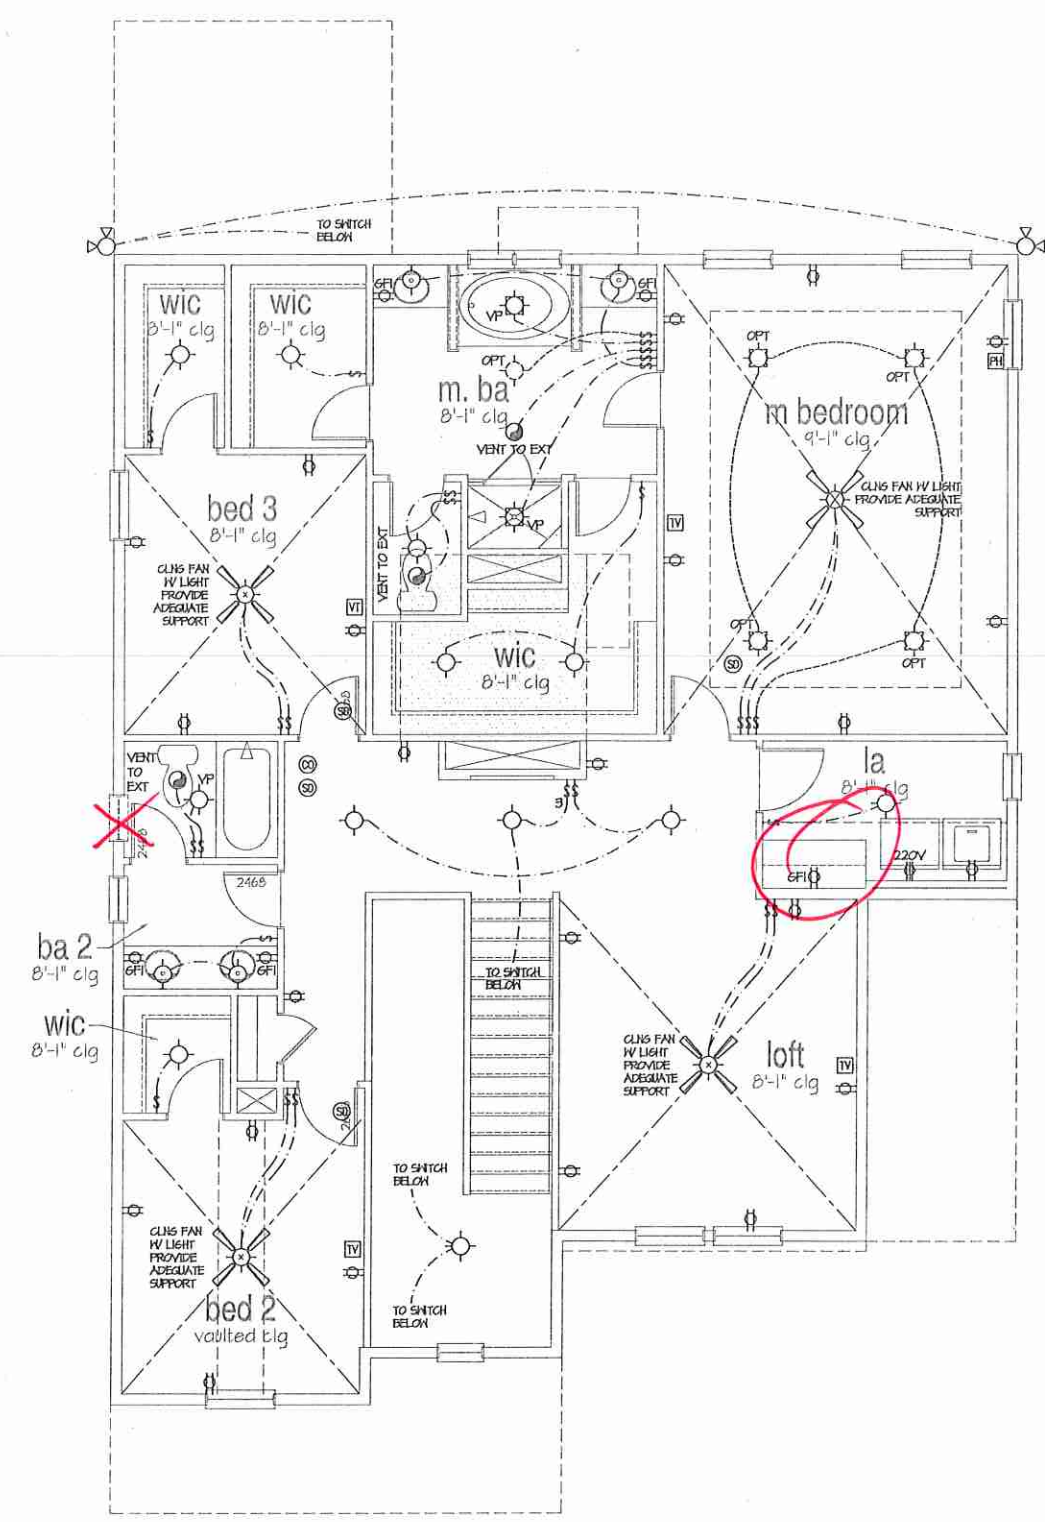 TO SWITCH
BELOW
wic
8'-1" clg
wic
8'-1" clg
GFI
VP
GFI
OPT
m. ba
8'-1" clg
VENT TO EXT
OPT
OPT
PH
m bedroom
9'-1" clg
CLNG FAN W/ LIGHT
PROVIDE ADEQUATE
SUPPORT
bed 3
8'-1" clg
CLNG FAN
W/ LIGHT
PROVIDE
ADEQUATE
SUPPORT
VENT TO EXT
VP
TV
TV
OPT
OPT
SD
wic
8'-1" clg
SD
VENT
TO
EXT
VP
CO
SD
3
la
8'-1" clg
2468
220V
GFI
2468
ba 2
8'-1" clg
GFI
GFI
TO SWITCH
BELOW
wic
8'-1" clg
CLNG FAN
W/ LIGHT
PROVIDE
ADEQUATE
SUPPORT
loft
8'-1" clg
TV
SD
TO SWITCH
BELOW
CLNG FAN
W/ LIGHT
PROVIDE
ADEQUATE
SUPPORT
TV
bed 2
vaulted clg
TO SWITCH
BELOW